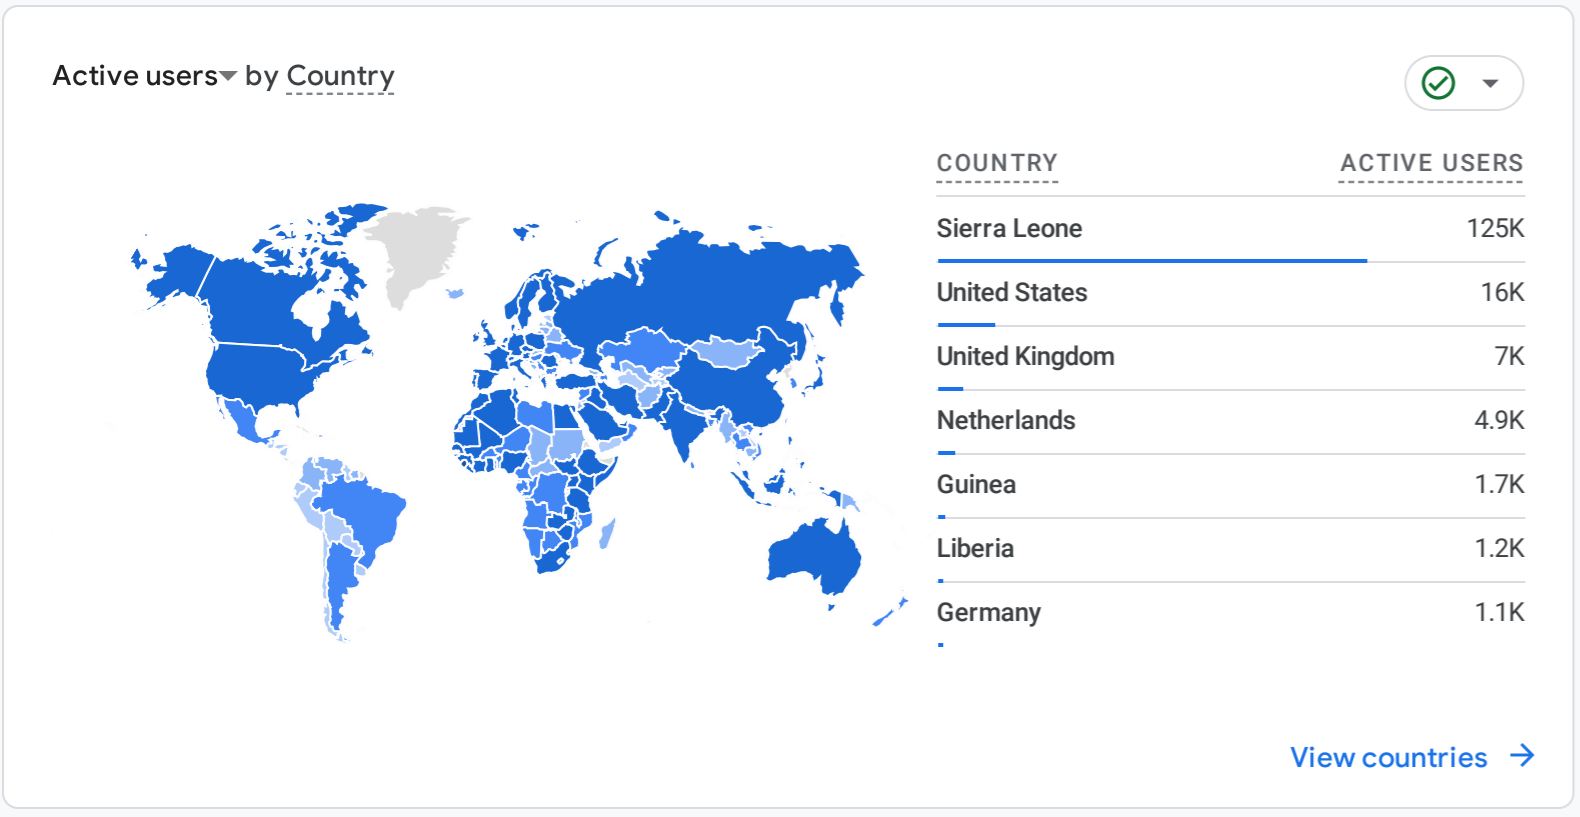 Active users by Country
COUNTRY ACTIVE USERS
Sierra Leone 125K
United States 16K
United Kingdom 7K
Netherlands 4.9K
Guinea 1.7K
Liberia 1.2K
Germany 1.1K
View countries